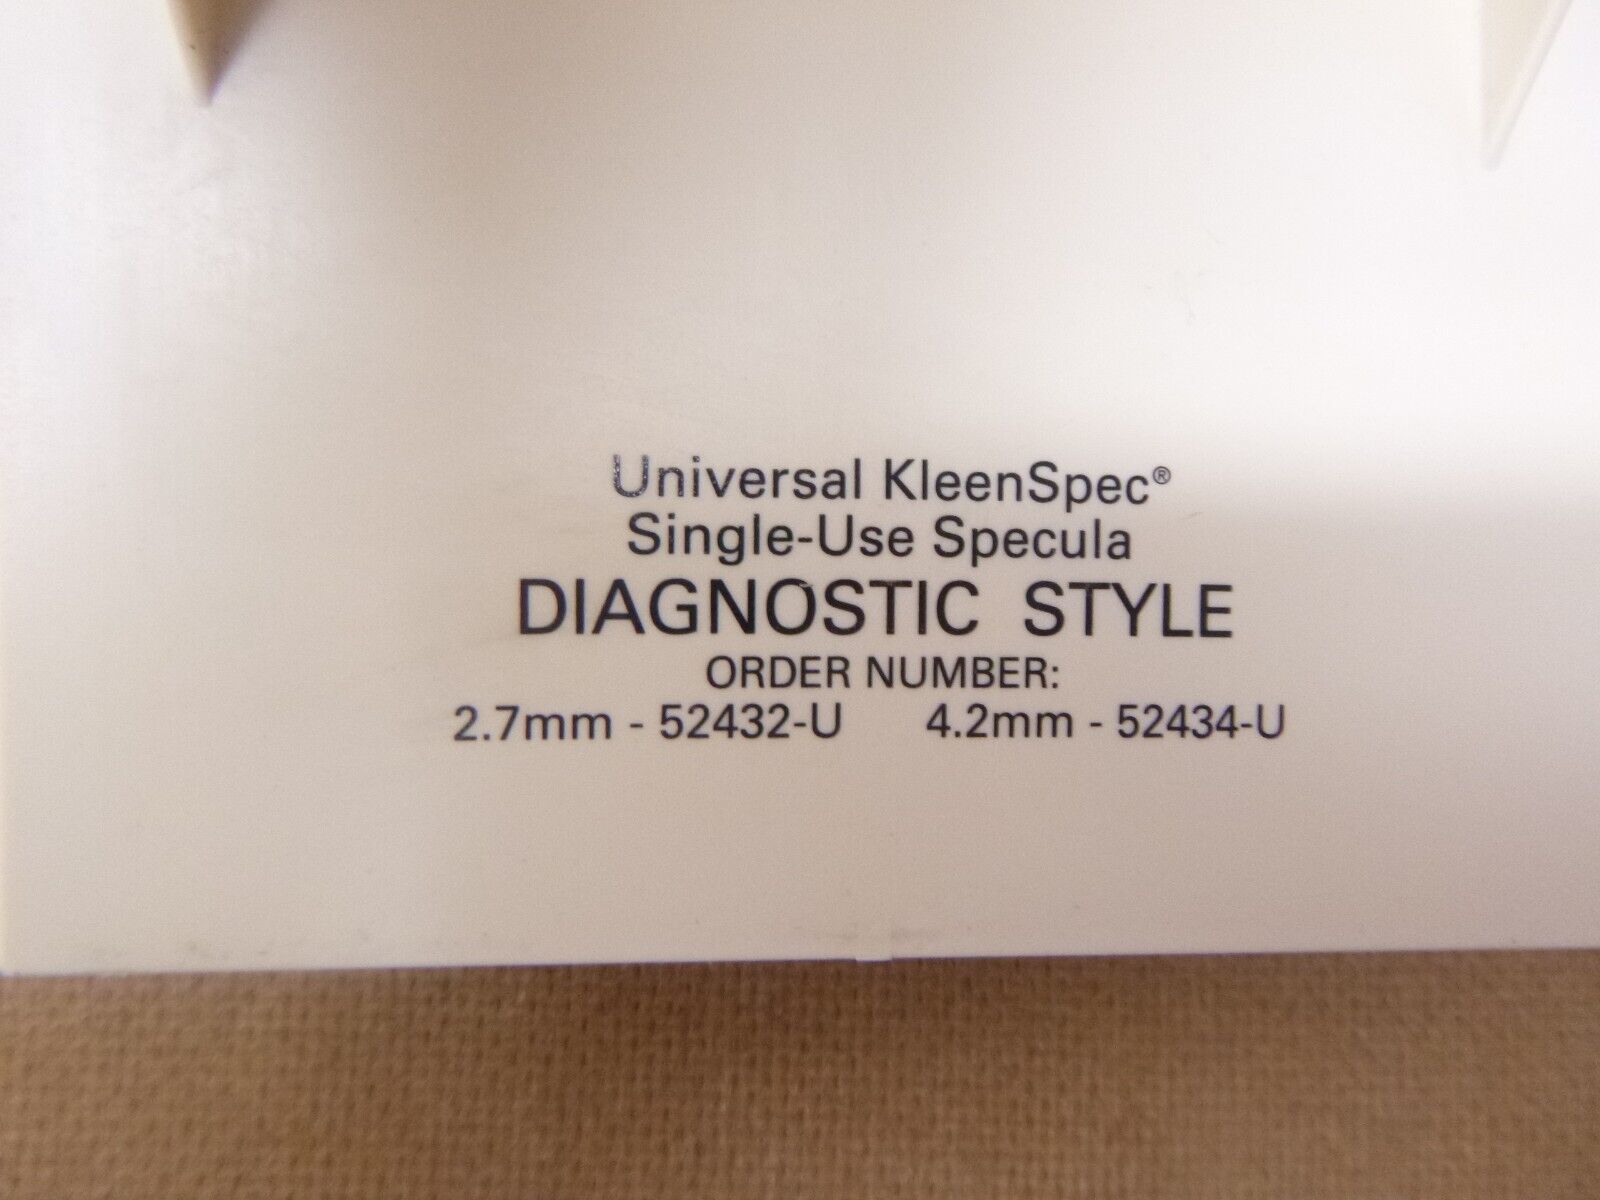 Universal KleenSpec®
Single-Use Specula
DIAGNOSTIC STYLE
ORDER NUMBER:
2.7mm - 52432-U 4.2mm - 52434-U